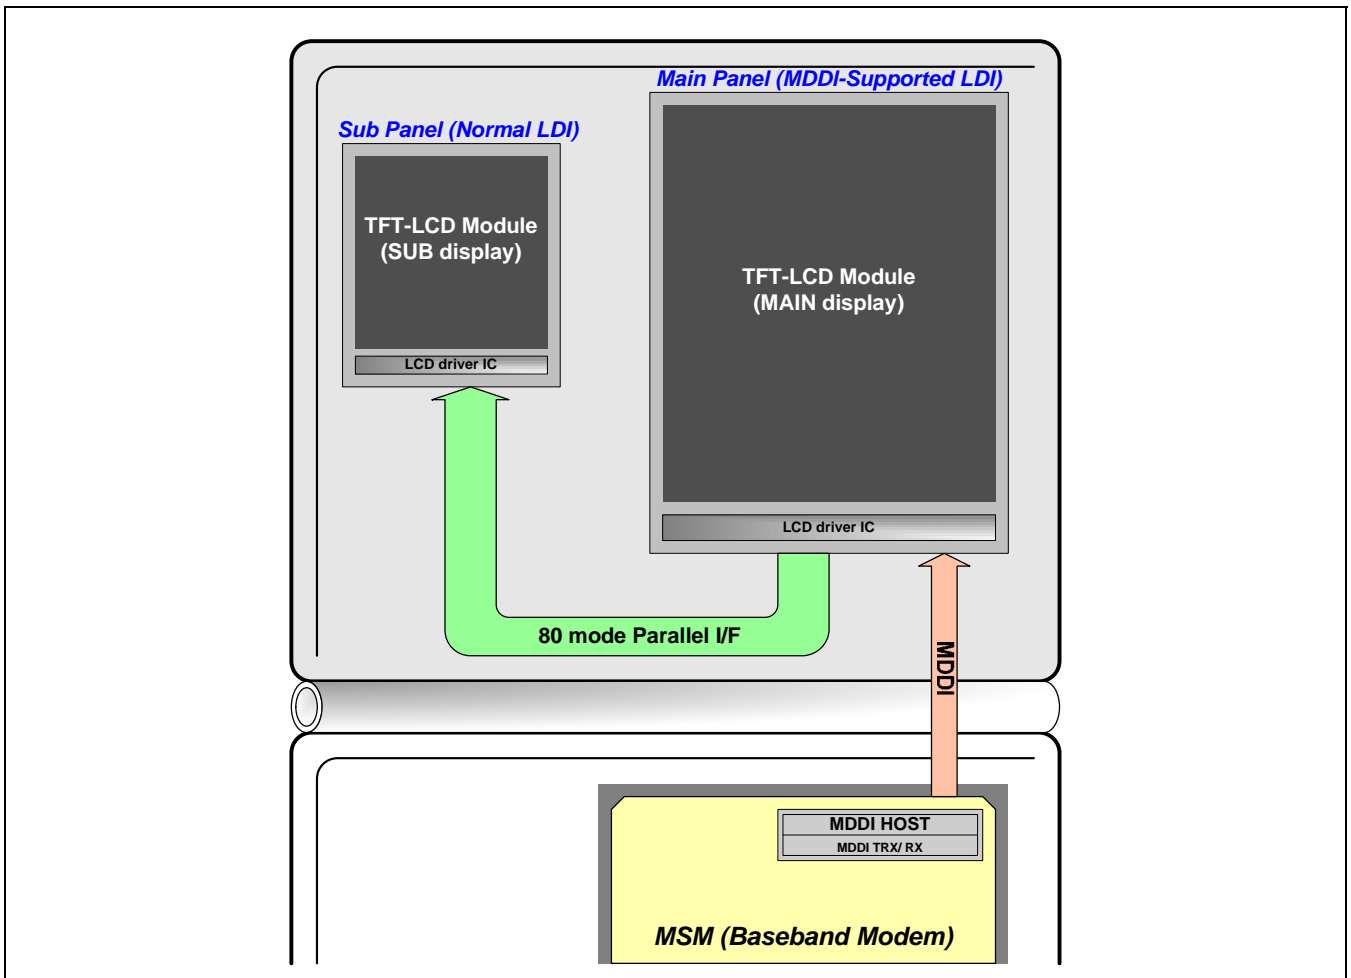 Main Panel (MDDI-Supported LDI)
Sub Panel (Normal LDI)
TFT-LCD Module
(SUB display)
LCD driver IC
TFT-LCD Module
(MAIN display)
LCD driver IC
80 mode Parallel I/F
MDDI
MDDI HOST
MDDI TRX/ RX
MSM (Baseband Modem)